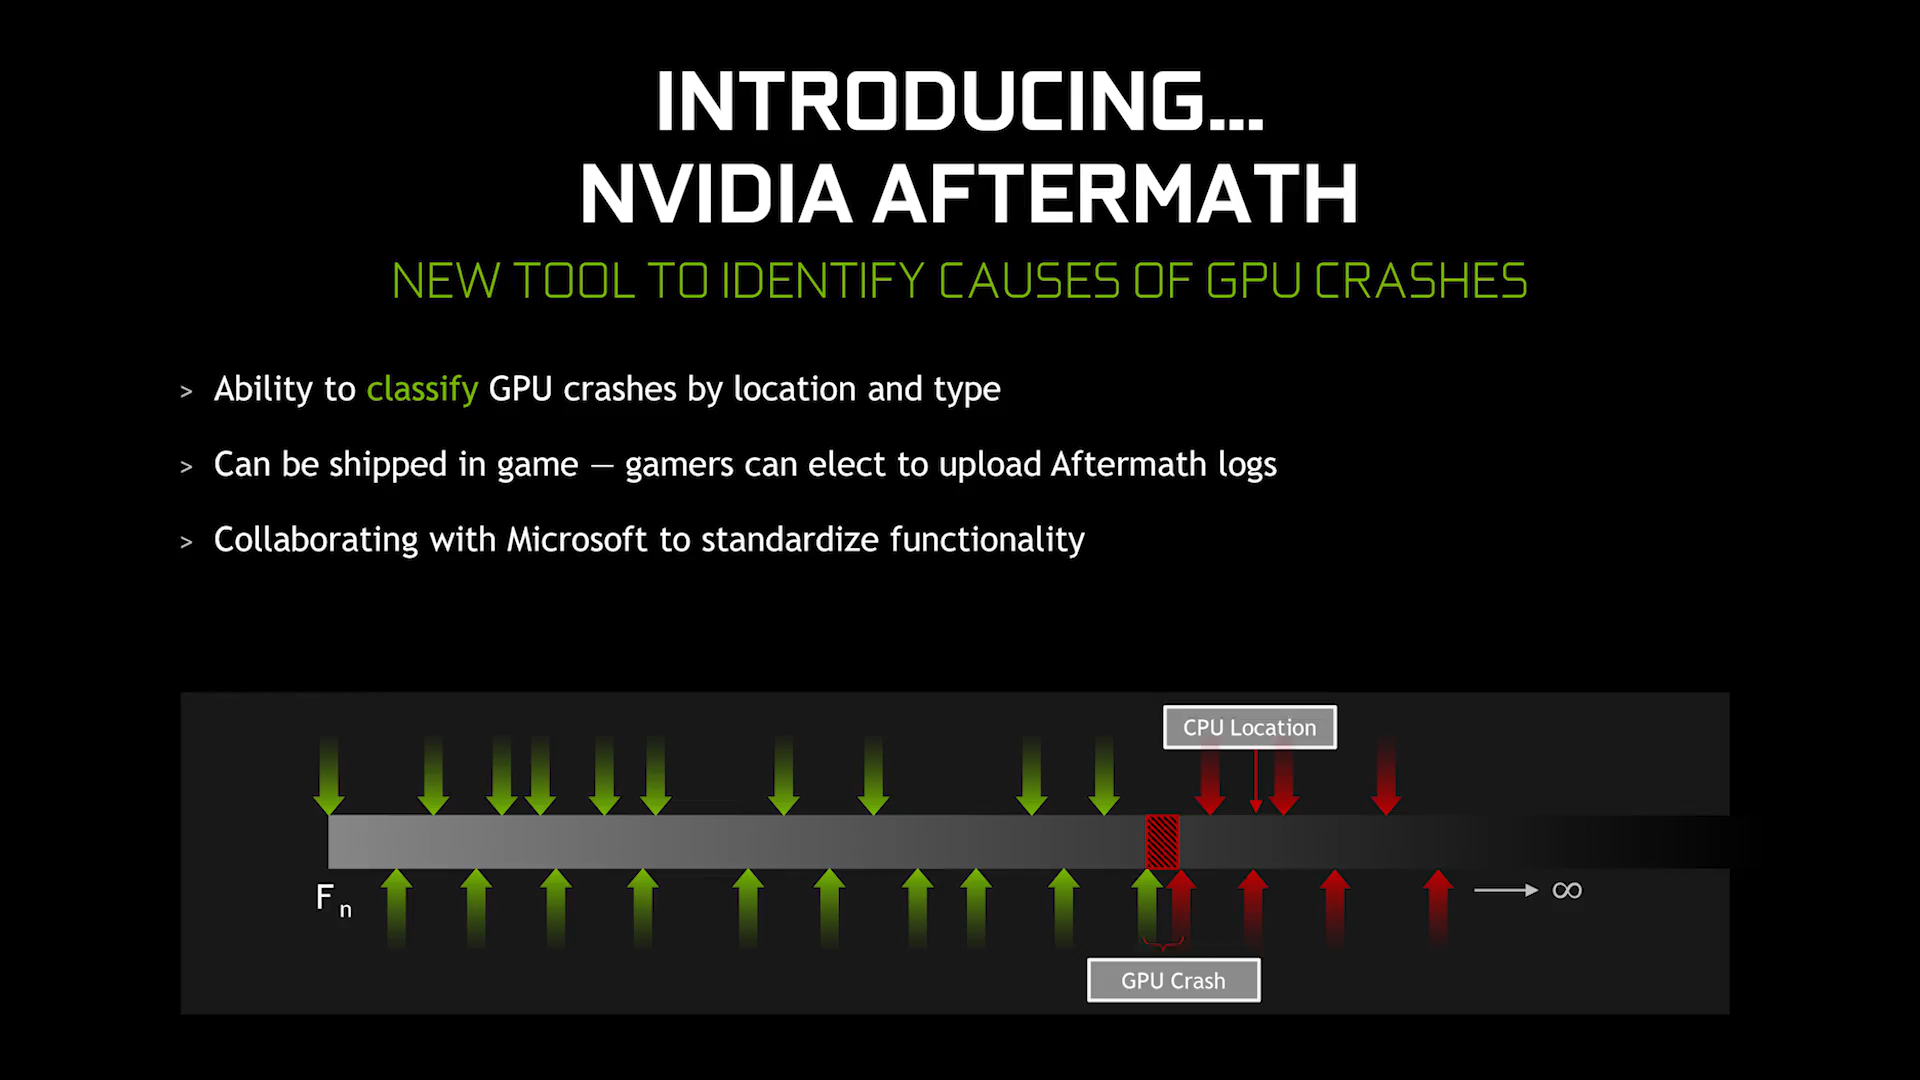 INTRODUCING...
NVIDIA AFTERMATH
NEW TOOL TO IDENTIFY CAUSES OF GPU CRASHES
> Ability to classify GPU crashes by location and type
> Can be shipped in game — gamers can elect to upload Aftermath logs
> Collaborating with Microsoft to standardize functionality
CPU Location
Fn
∞
GPU Crash